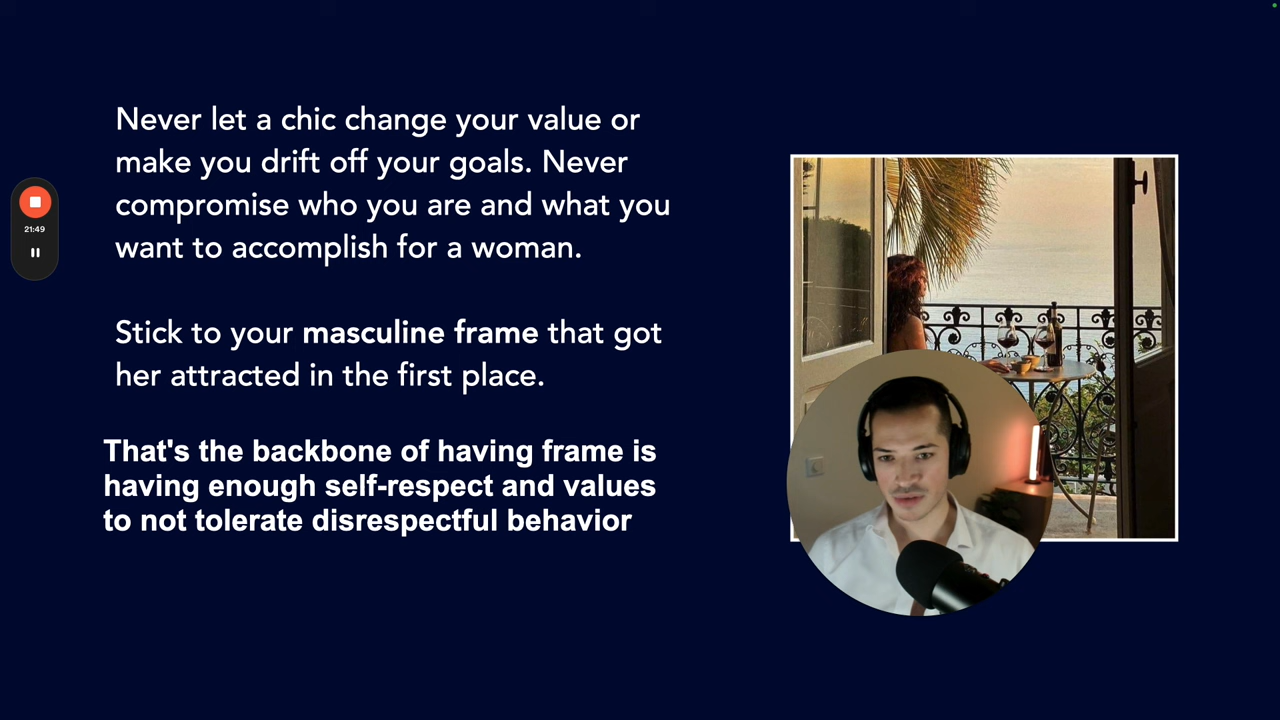 Never let a chic change your value or
make you drift off your goals. Never
compromise who you are and what you
want to accomplish for a woman.
Stick to your masculine frame that got
her attracted in the first place.
That's the backbone of having frame is
having enough self-respect and values
to not tolerate disrespectful behavior
21:49